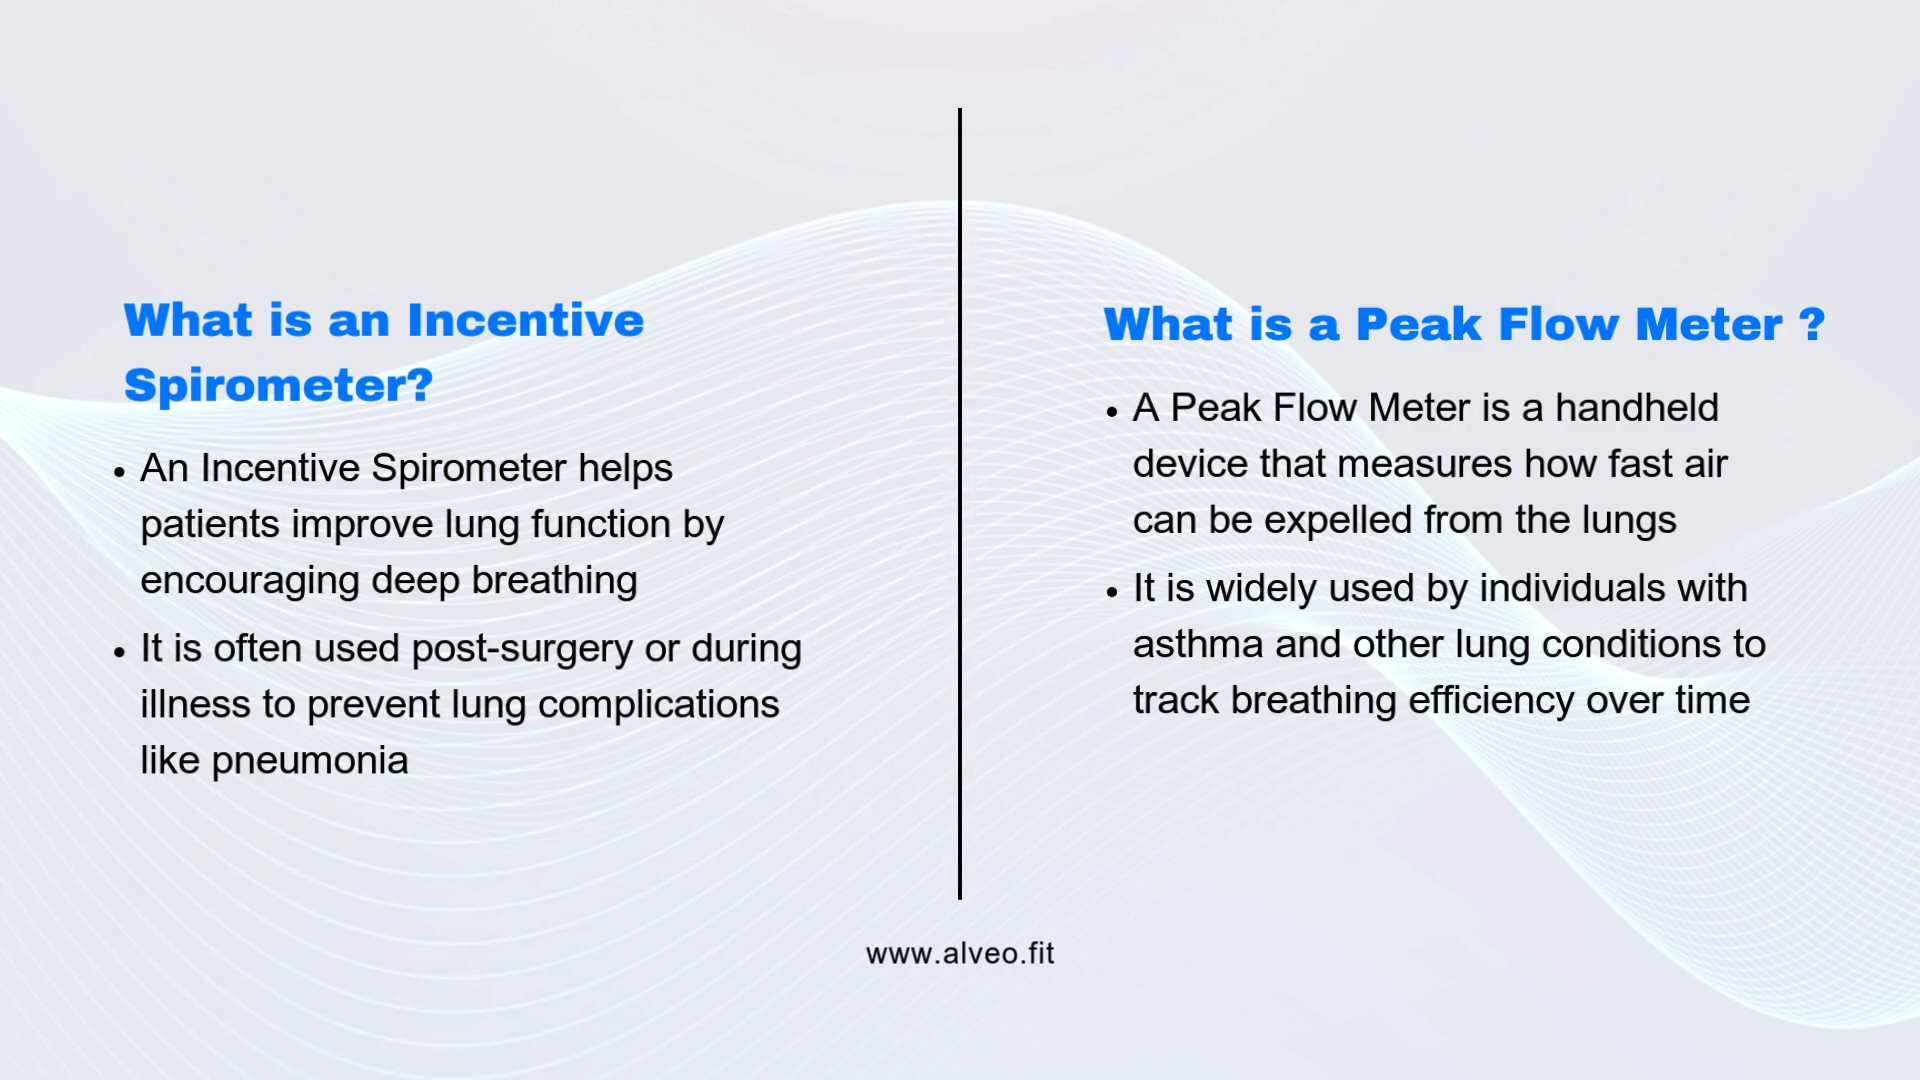 What is an Incentive
Spirometer?
• An Incentive Spirometer helps
patients improve lung function by
encouraging deep breathing
• It is often used post-surgery or during
illness to prevent lung complications
like pneumonia
What is a Peak Flow Meter ?
• A Peak Flow Meter is a handheld
device that measures how fast air
can be expelled from the lungs
• It is widely used by individuals with
asthma and other lung conditions to
track breathing efficiency over time
www.alveo.fit